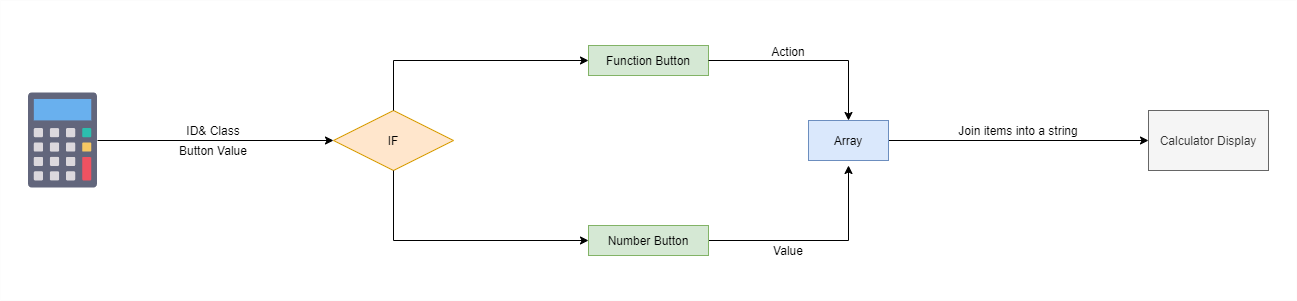 Function Button
Action
ID& Class
Button Value
IF
Array
Join items into a string
Calculator Display
Number Button
Value